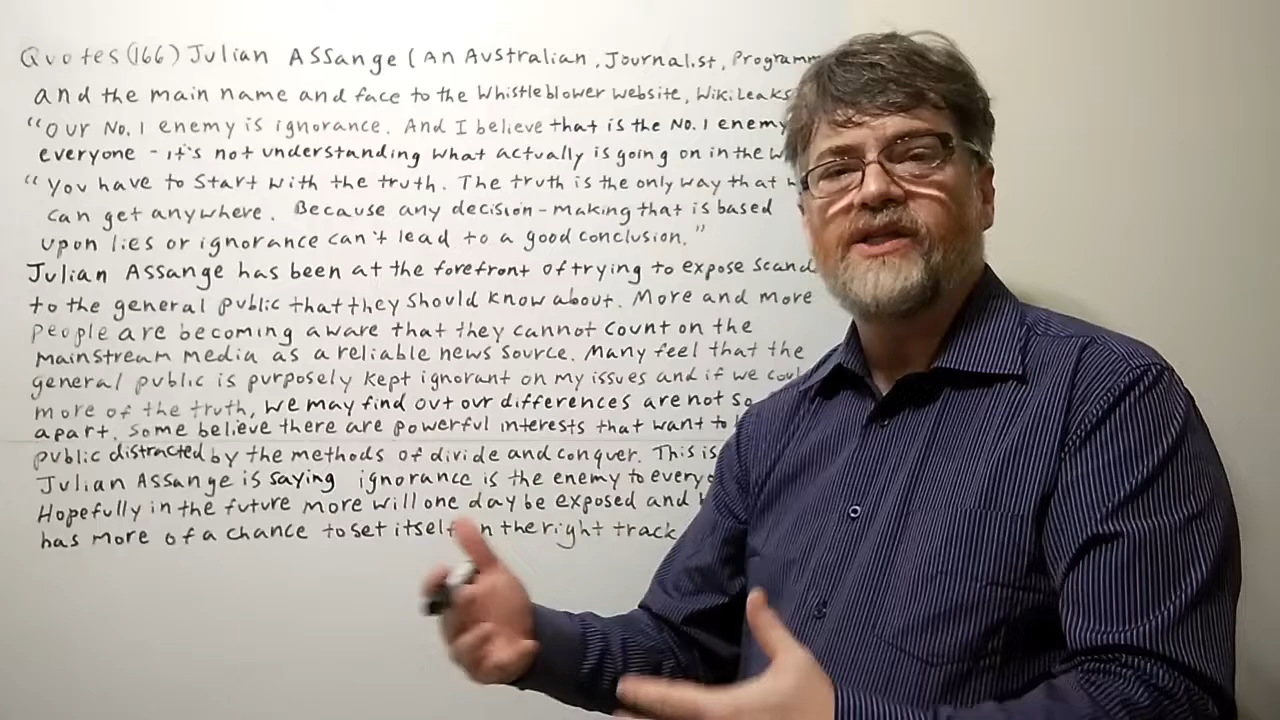 Quotes (166) Julian Assange (An Australian, Journalist, Programm
and the main name and face to the Whistleblower website, WikiLeaks
"Our No. 1 enemy is ignorance. And I believe that is the No. 1 enemy
everyone - it's not understanding what actually is going on in the w
"You have to start with the truth. The truth is the only way that
can get anywhere. Because any decision-making that is based
upon lies or ignorance can't lead to a good conclusion."
Julian Assange has been at the forefront of trying to expose scand
to the general public that they should know about. More and more
people are becoming aware that they cannot count on the
mainstream media as a reliable news source. Many feel that the
general public is purposely kept ignorant on my issues and if we coul
more of the truth, we may find out our differences are not so
apart. Some believe there are powerful interests that want to
public distracted by the methods of divide and conquer. This is
Julian Assange is saying ignorance is the enemy to everyo
Hopefully in the future more will one day be exposed and
has more of a chance to set itself n the right track